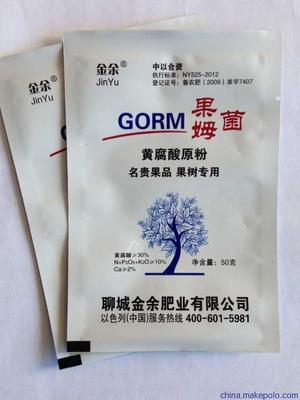 金余®
JinYu
中以合资
执行标准：NY525-2012
登记证号：鲁农肥（2009）准字7407
GORM 果姆菌
黄腐酸原粉
名贵果品 果树专用
黄腐酸≥30%
N+P₂O₅+K₂O≥10%
Ca≥2%
净含量：50克
聊城金余肥业有限公司
以色列(中国)服务热线 400-601-5981
金余®
JinYu
china.makepolo.com